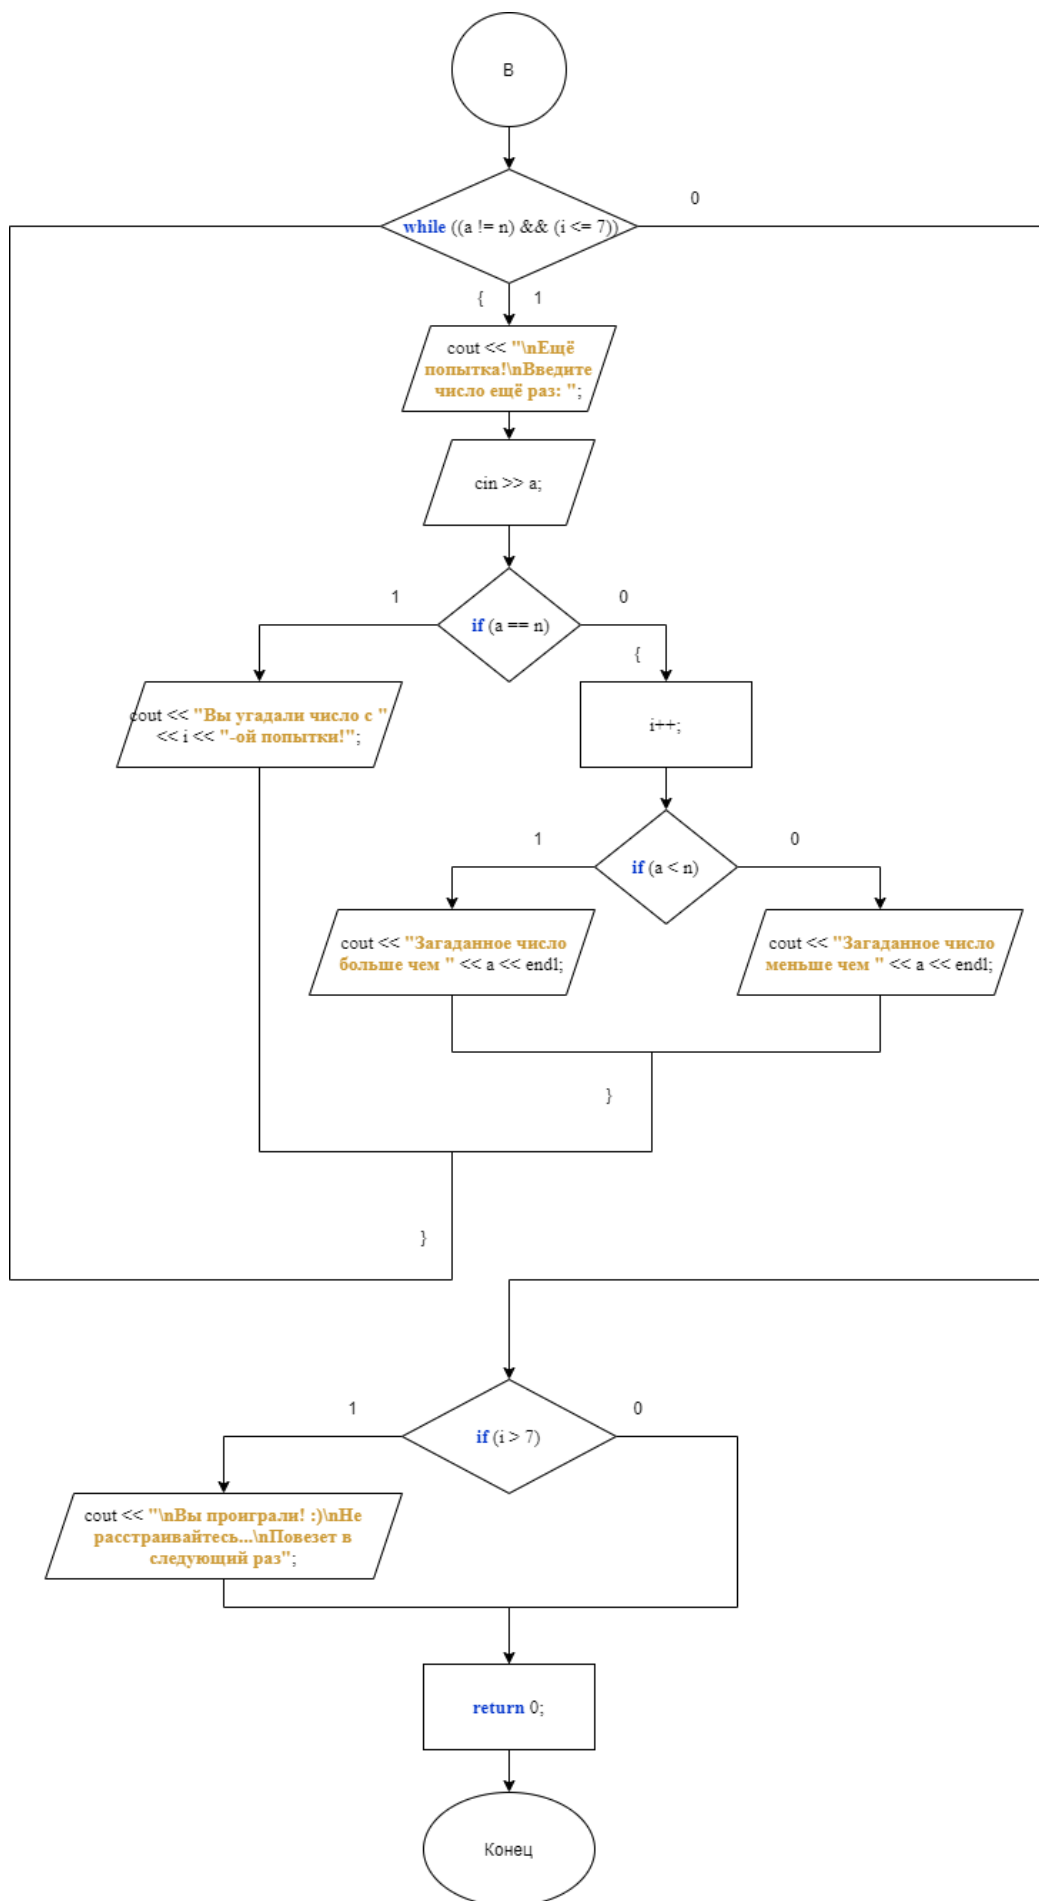 B
0
while ((a != n) && (i <= 7))
{ 1
cout << "\nЕщё
попытка!\nВведите
число ещё раз: ";
cin >> a;
1 0
if (a == n)
{
cout << "Вы угадали число с "
<< i << "-ой попытки!";
i++;
1 0
if (a < n)
cout << "Загаданное число
больше чем " << a << endl;
cout << "Загаданное число
меньше чем " << a << endl;
}
}
1 0
if (i > 7)
cout << "\nВы проиграли! :)\nНе
расстраивайтесь...\nПовезет в
следующий раз";
return 0;
Конец